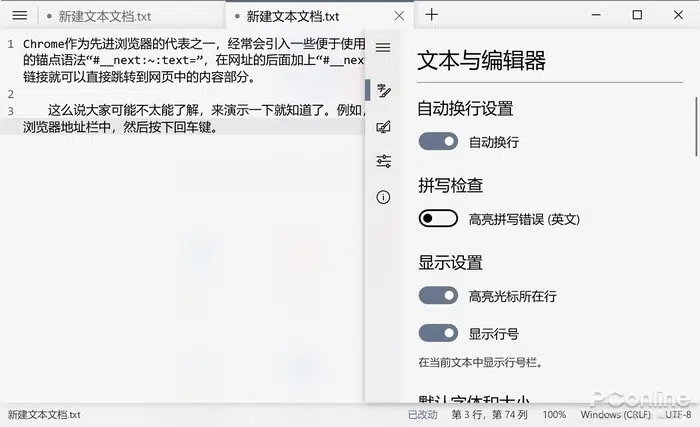 新建文本文档.txt
新建文本文档.txt
1 Chrome作为先进浏览器的代表之一，经常会引入一些便于使用
的锚点语法“#__next:~:text=”，在网址的后面加上“#__nex
链接就可以直接跳转到网页中的内容部分。
2
3 这么说大家可能不太能了解，来演示一下就知道了。例如，
浏览器地址栏中，然后按下回车键。
字
文本与编辑器
自动换行设置
自动换行
拼写检查
高亮拼写错误 (英文)
显示设置
高亮光标所在行
显示行号
在当前文本中显示行号栏。
默认字体和大小
PConline
新建文本文档.txt
已改动
第 3 行，第 74 列
100%
Windows (CRLF)
UTF-8